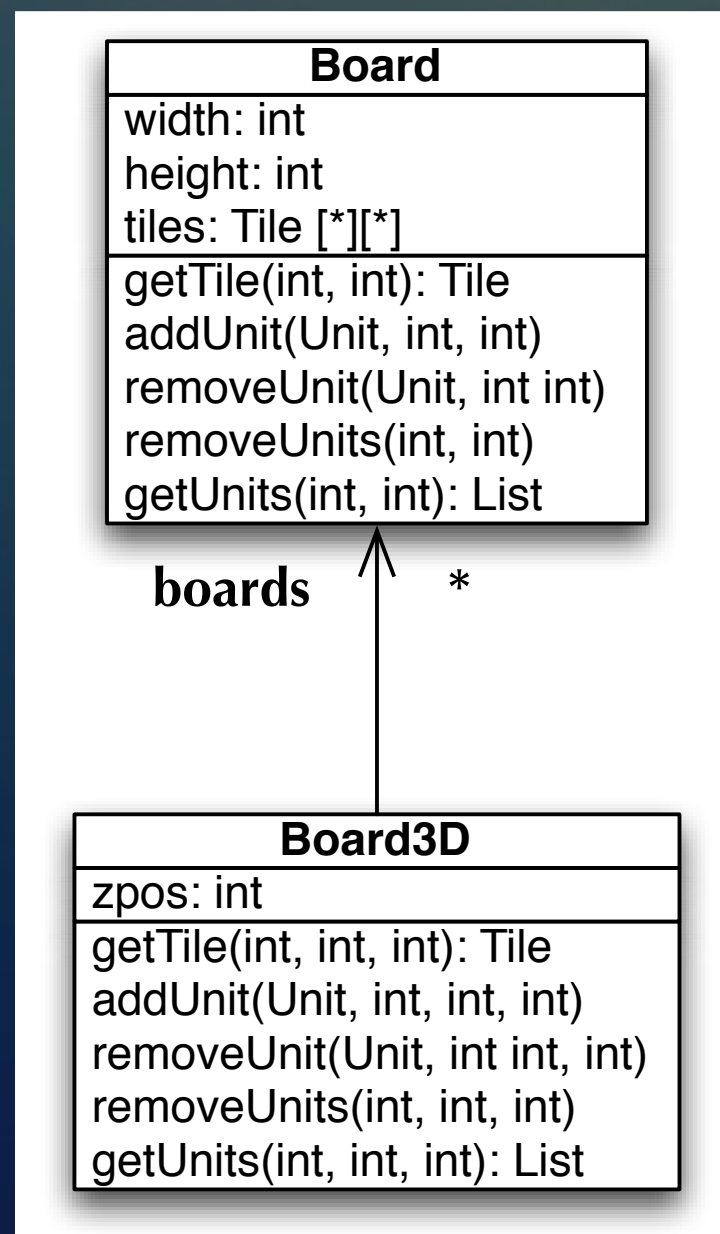 Board
width: int
height: int
tiles: Tile [*][*]
getTile(int, int): Tile
addUnit(Unit, int, int)
removeUnit(Unit, int int)
removeUnits(int, int)
getUnits(int, int): List
boards *
Board3D
zpos: int
getTile(int, int, int): Tile
addUnit(Unit, int, int, int)
removeUnit(Unit, int int, int)
removeUnits(int, int, int)
getUnits(int, int, int): List